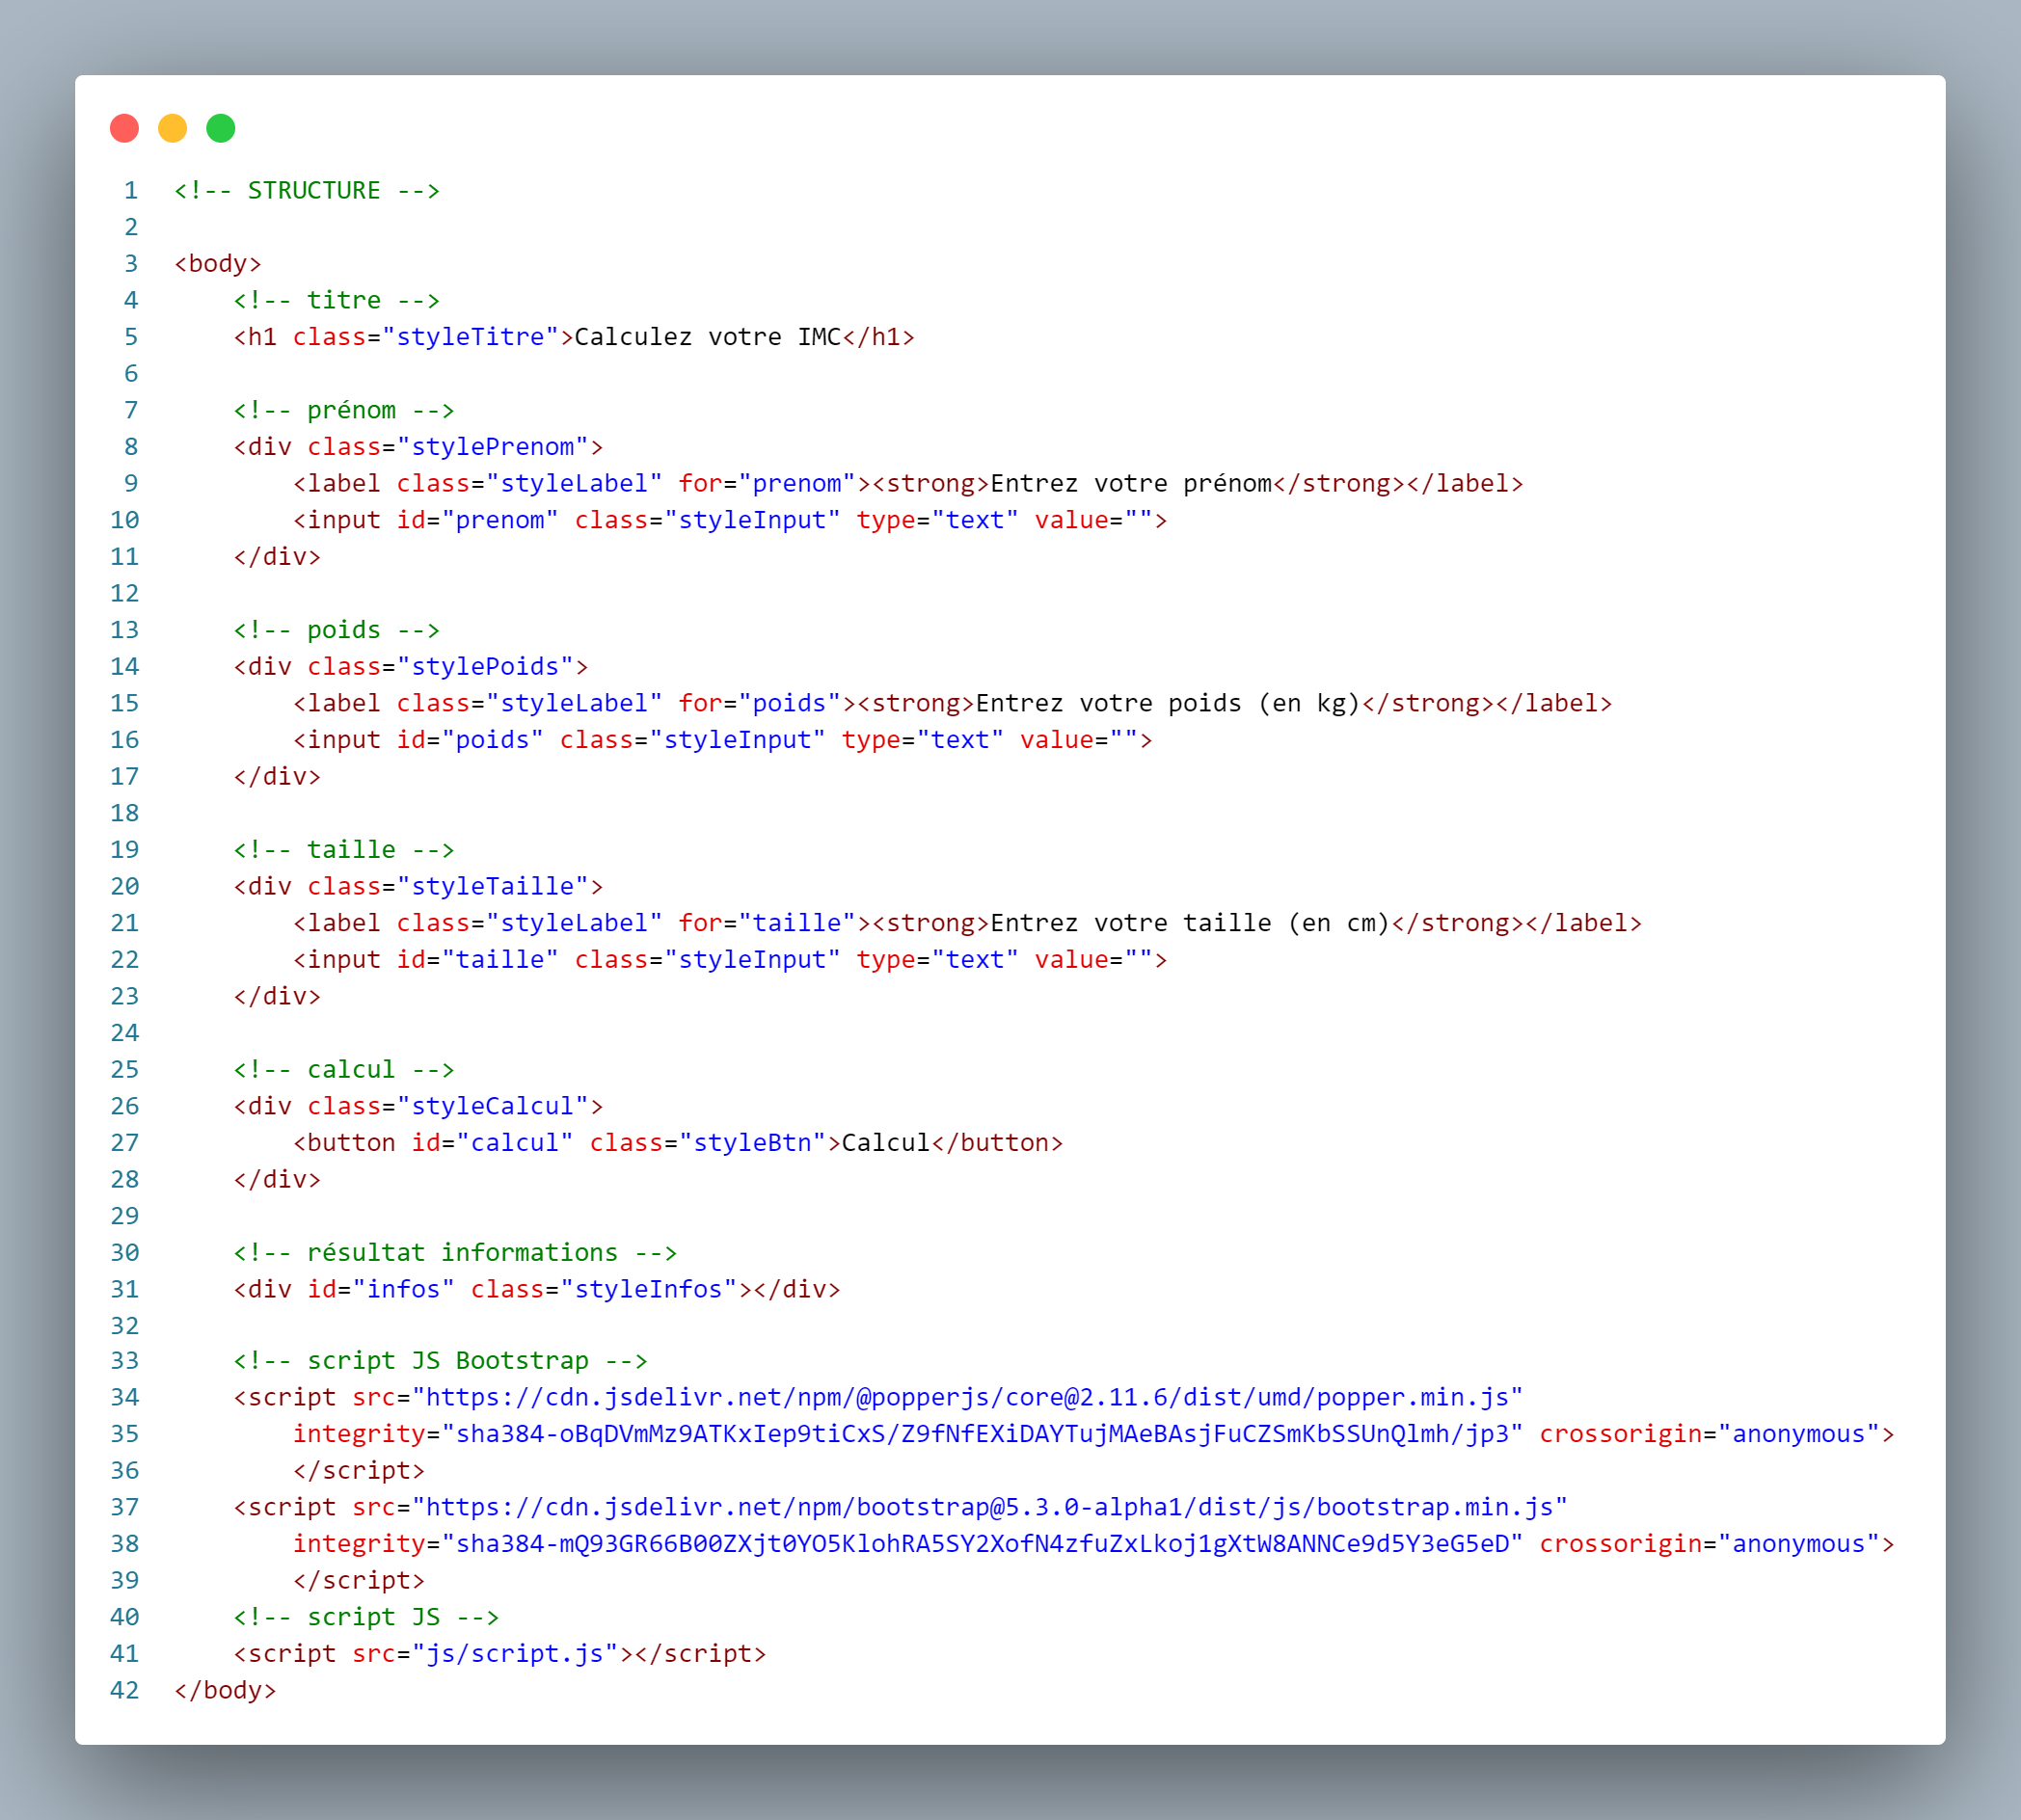 1 <!-- STRUCTURE -->
2
3 <body>
4     <!-- titre -->
5     <h1 class="styleTitre">Calculez votre IMC</h1>
6
7     <!-- prénom -->
8     <div class="stylePrenom">
9         <label class="styleLabel" for="prenom"><strong>Entrez votre prénom</strong></label>
10         <input id="prenom" class="styleInput" type="text" value="">
11     </div>
12
13     <!-- poids -->
14     <div class="stylePoids">
15         <label class="styleLabel" for="poids"><strong>Entrez votre poids (en kg)</strong></label>
16         <input id="poids" class="styleInput" type="text" value="">
17     </div>
18
19     <!-- taille -->
20     <div class="styleTaille">
21         <label class="styleLabel" for="taille"><strong>Entrez votre taille (en cm)</strong></label>
22         <input id="taille" class="styleInput" type="text" value="">
23     </div>
24
25     <!-- calcul -->
26     <div class="styleCalcul">
27         <button id="calcul" class="styleBtn">Calcul</button>
28     </div>
29
30     <!-- résultat informations -->
31     <div id="infos" class="styleInfos"></div>
32
33     <!-- script JS Bootstrap -->
34     <script src="https://cdn.jsdelivr.net/npm/@popperjs/core@2.11.6/dist/umd/popper.min.js"
35         integrity="sha384-oBqDVmMz9ATKxIep9tiCxS/Z9fNfEXiDAYTujMAeBAsjFuCZSmKbSSUnQlmh/jp3" crossorigin="anonymous">
36         </script>
37     <script src="https://cdn.jsdelivr.net/npm/bootstrap@5.3.0-alpha1/dist/js/bootstrap.min.js"
38         integrity="sha384-mQ93GR66B00ZXjt0YO5KlohRA5SY2XofN4zfuZxLkoj1gXtW8ANNCe9d5Y3eG5eD" crossorigin="anonymous">
39         </script>
40     <!-- script JS -->
41     <script src="js/script.js"></script>
42 </body>